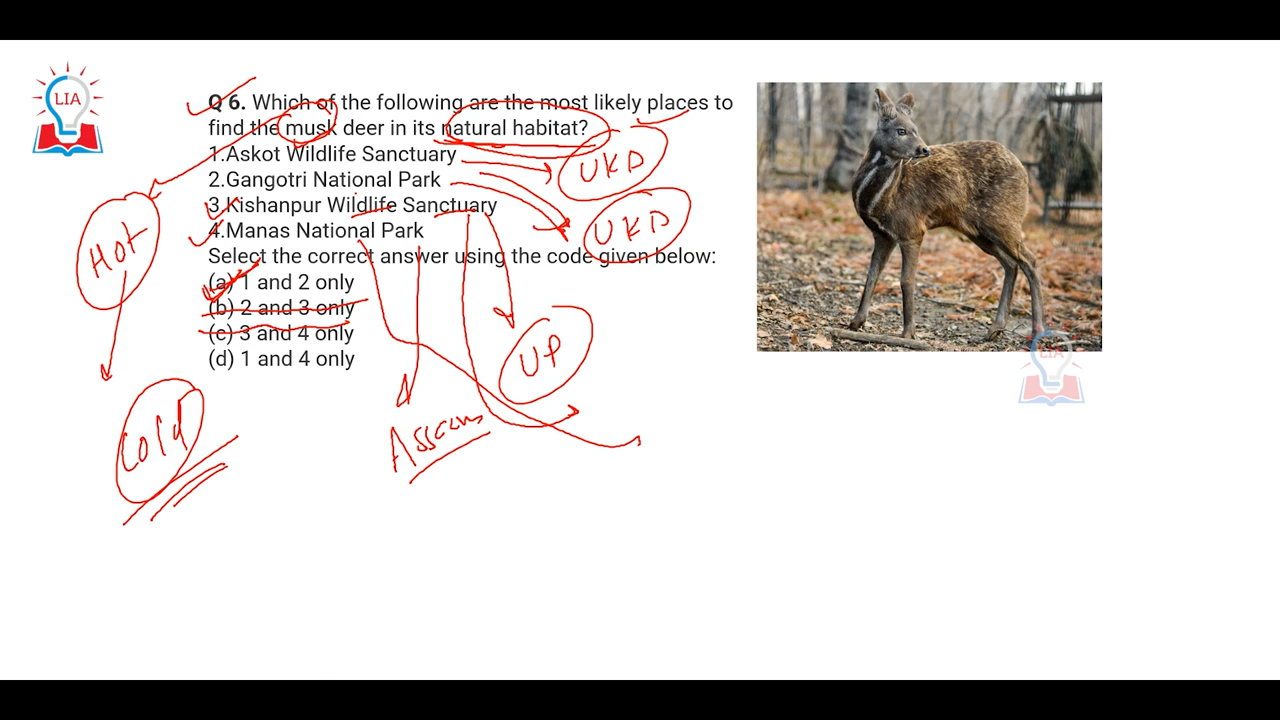 LIA
Q 6. Which of the following are the most likely places to
find the musk deer in its natural habitat?
1.Askot Wildlife Sanctuary
UKD
2.Gangotri National Park
3.Kishanpur Wildlife Sanctuary
UKD
4.Manas National Park
Hot
Select the correct answer using the code given below:
(a) 1 and 2 only
(b) 2 and 3 only
(c) 3 and 4 only
UP
(d) 1 and 4 only
LIA
Cold
Assam